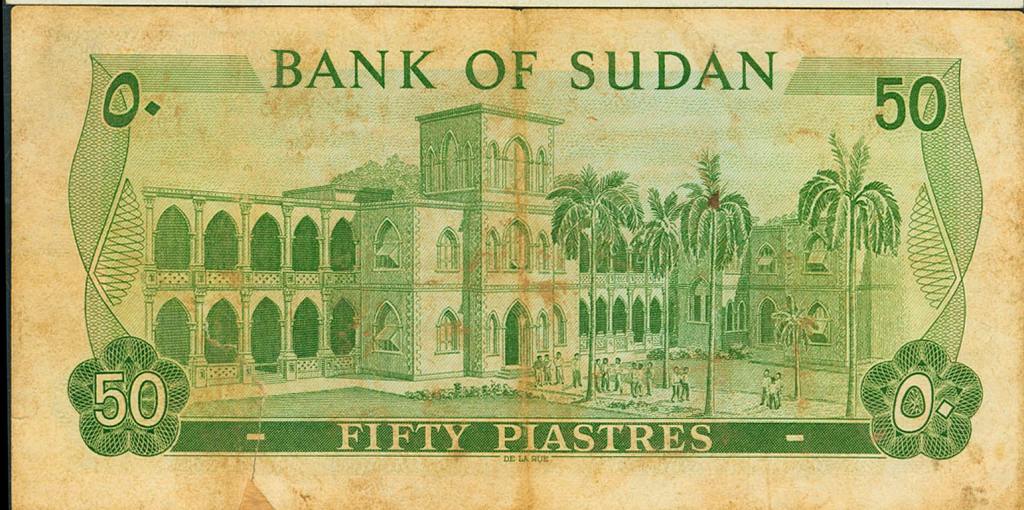 BANK OF SUDAN
٥٠ 50
50 ٥٠
- FIFTY PIASTRES -
DE LA RUE